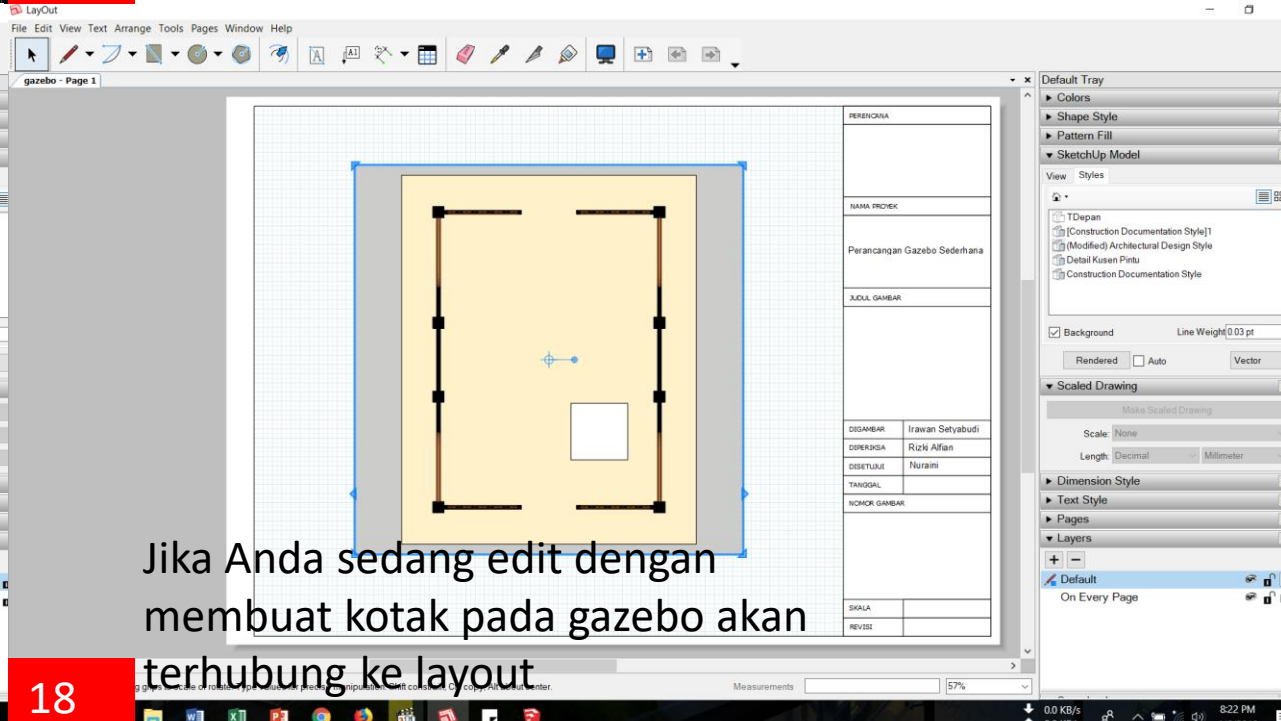 LayOut
File Edit View Text Arrange Tools Pages Window Help
gazebo - Page 1
Default Tray
Colors
Shape Style
Pattern Fill
SketchUp Model
View Styles
TDepan
[Construction Documentation Style]1
(Modified) Architectural Design Style
Detail Kusen Pintu
Construction Documentation Style
Background Line Weight 0.03 pt
Rendered Auto Vector
Scaled Drawing
Make Scaled Drawing
Scale: None
Length: Decimal Millimeter
Dimension Style
Text Style
Pages
Layers
Default
On Every Page
PERENCANA
NAMA PROYEK
Perancangan Gazebo Sederhana
JUDUL GAMBAR
DIGAMBAR Irawan Setyabudi
DIPERIKSA Rizki Alfian
DISETUJUI Nuraini
TANGGAL
NOMOR GAMBAR
SKALA
REVISI
Jika Anda sedang edit dengan
membuat kotak pada gazebo akan
terhubung ke layout
18
Measurements 57%
0.0 KB/s 8:22 PM